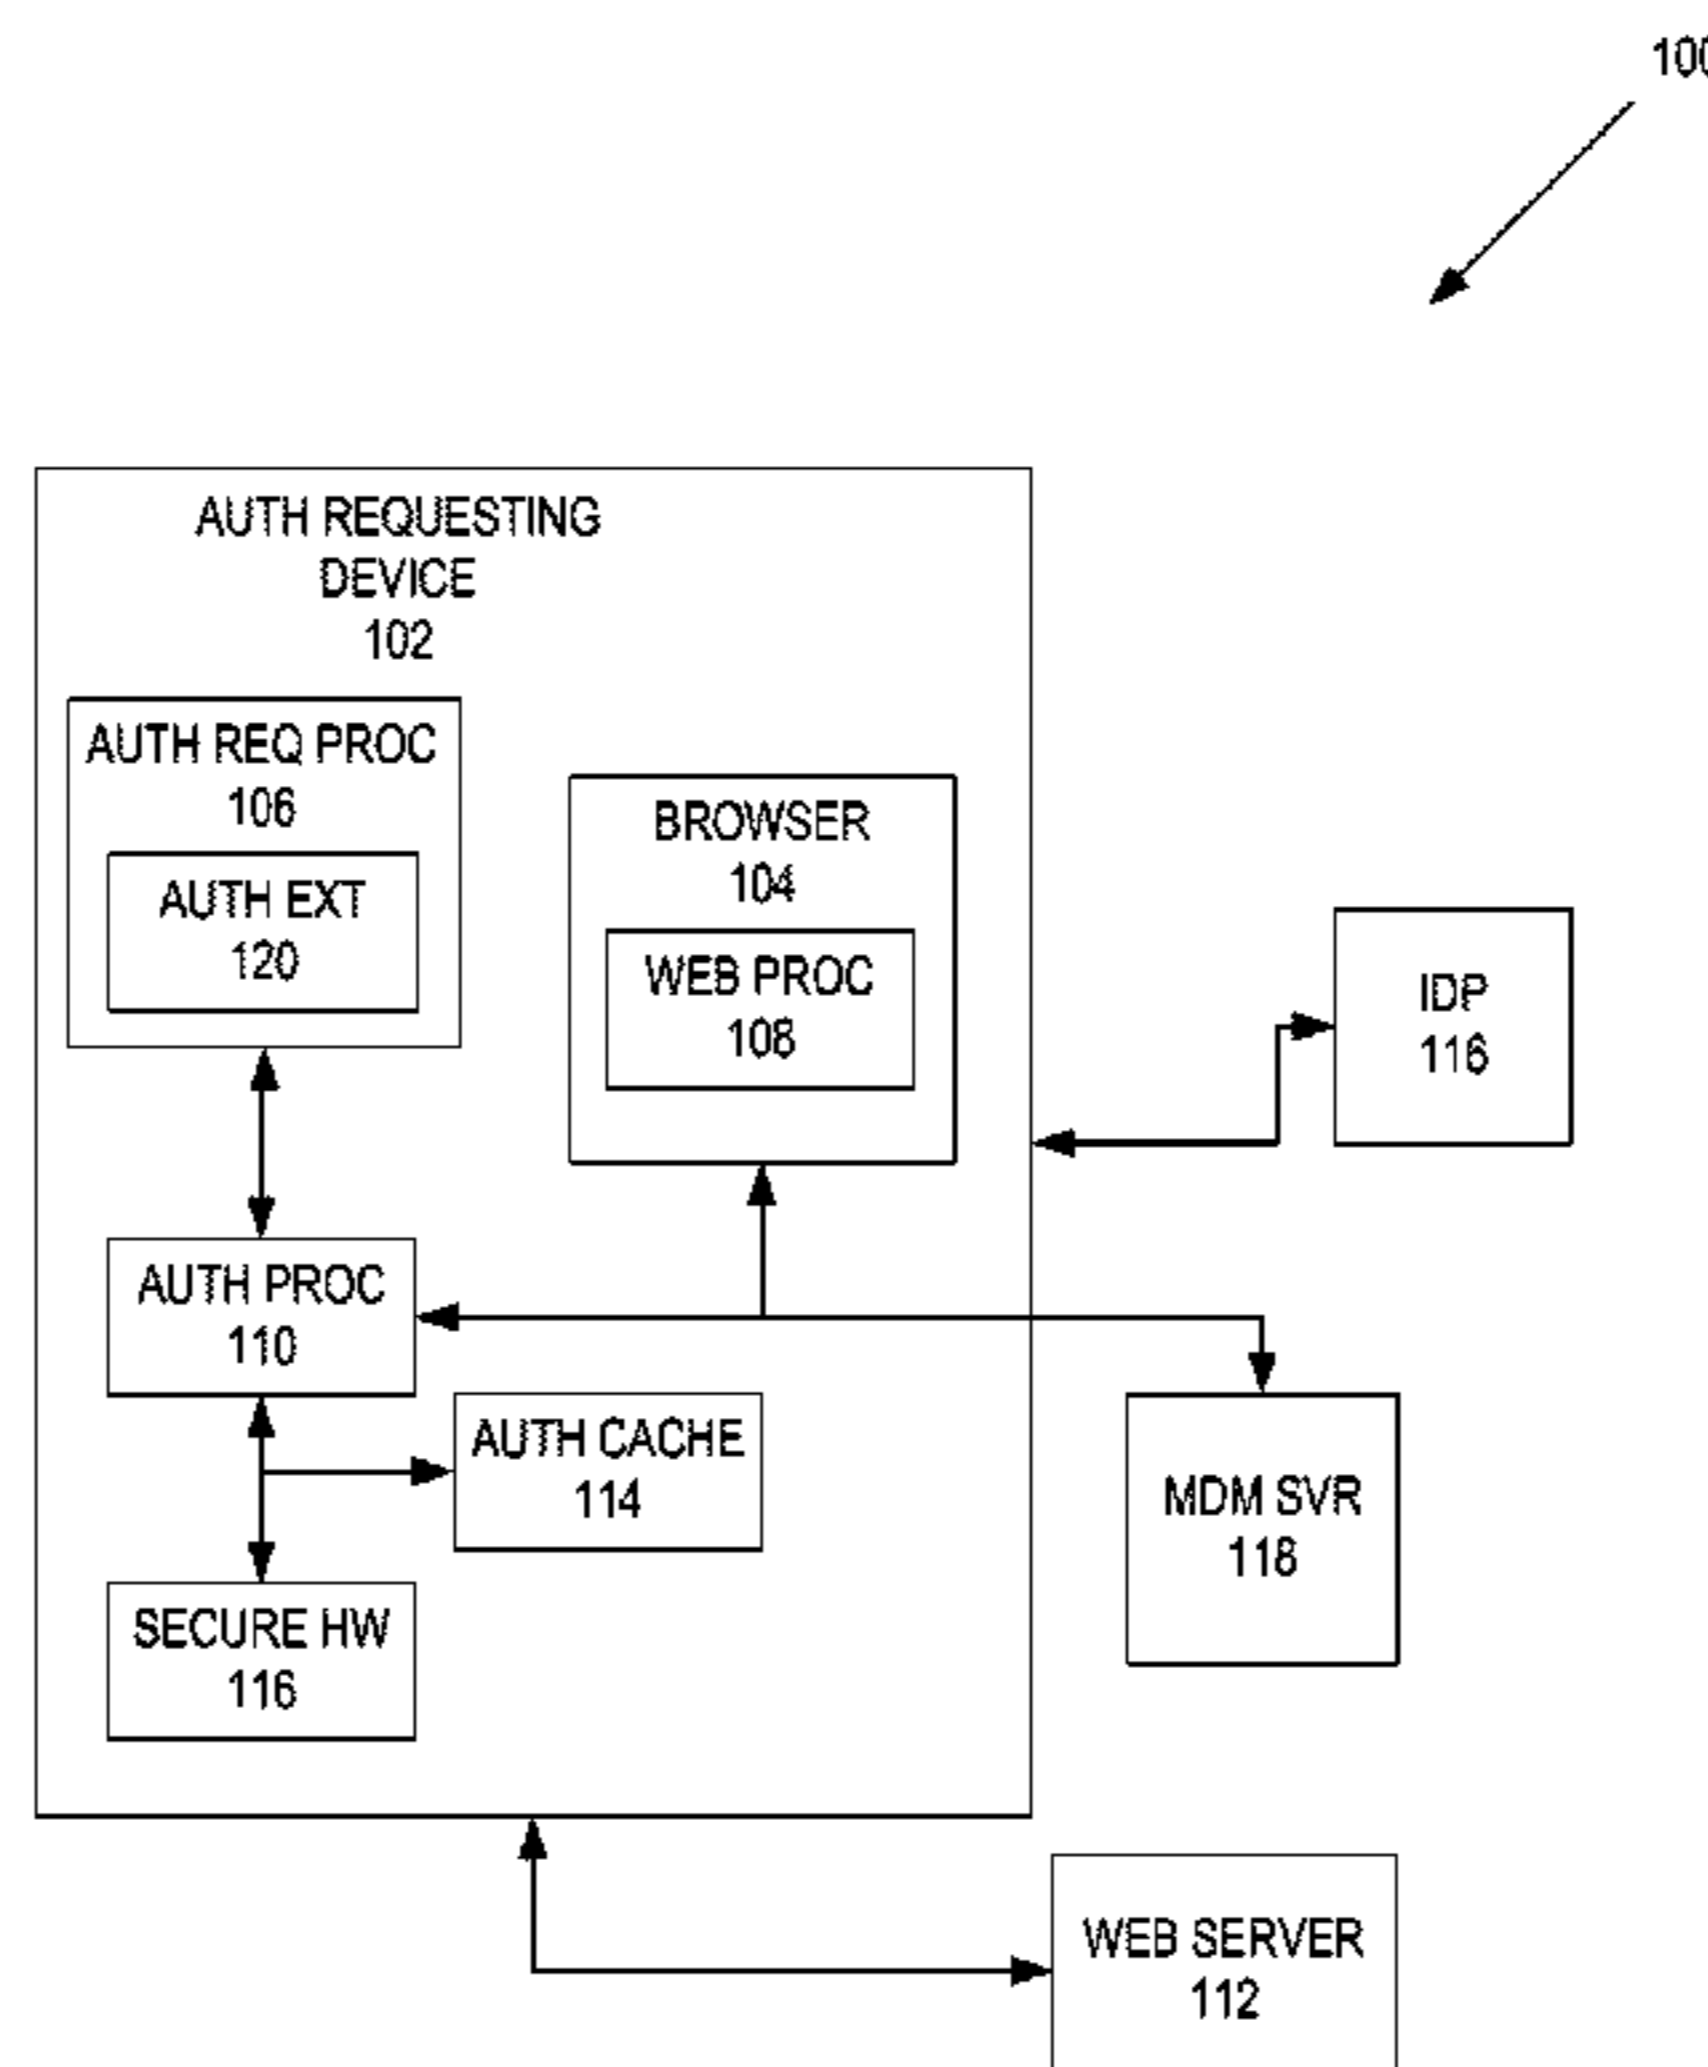 100
AUTH REQUESTING
DEVICE
102
AUTH REQ PROC
106
AUTH EXT
120
BROWSER
104
WEB PROC
108
IDP
116
AUTH PROC
110
AUTH CACHE
114
MDM SVR
118
SECURE HW
116
WEB SERVER
112